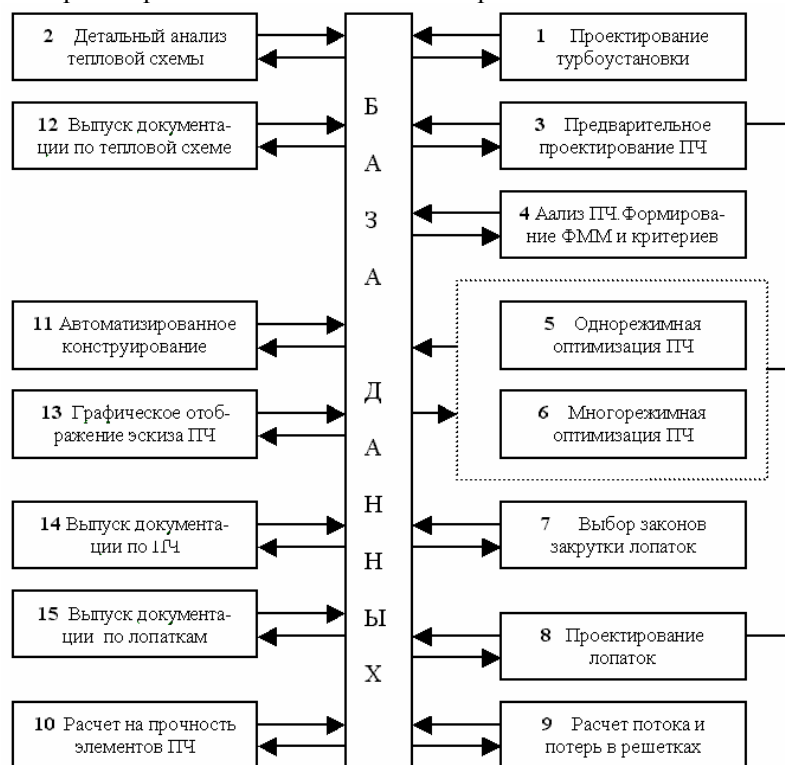 2 Детальный анализ
тепловой схемы
1 Проектирование
турбоустановки
12 Выпуск документа-
ции по тепловой схеме
3 Предварительное
проектирование ПЧ
4 Аализ ПЧ.Формирова-
ние ФММ и критериев
БАЗА ДАННЫХ
11 Автоматизированное
конструирование
5 Однорежимная
оптимизация ПЧ
13 Графическое отоб-
ражение эскиза ПЧ
6 Многорежимная
оптимизация ПЧ
14 Выпуск документа-
ции по ПЧ
7 Выбор законов
закрутки лопаток
15 Выпуск документа-
ции по лопаткам
8 Проектирование
лопаток
10 Расчет на прочность
элементов ПЧ
9 Расчет потока и
потерь в решетках